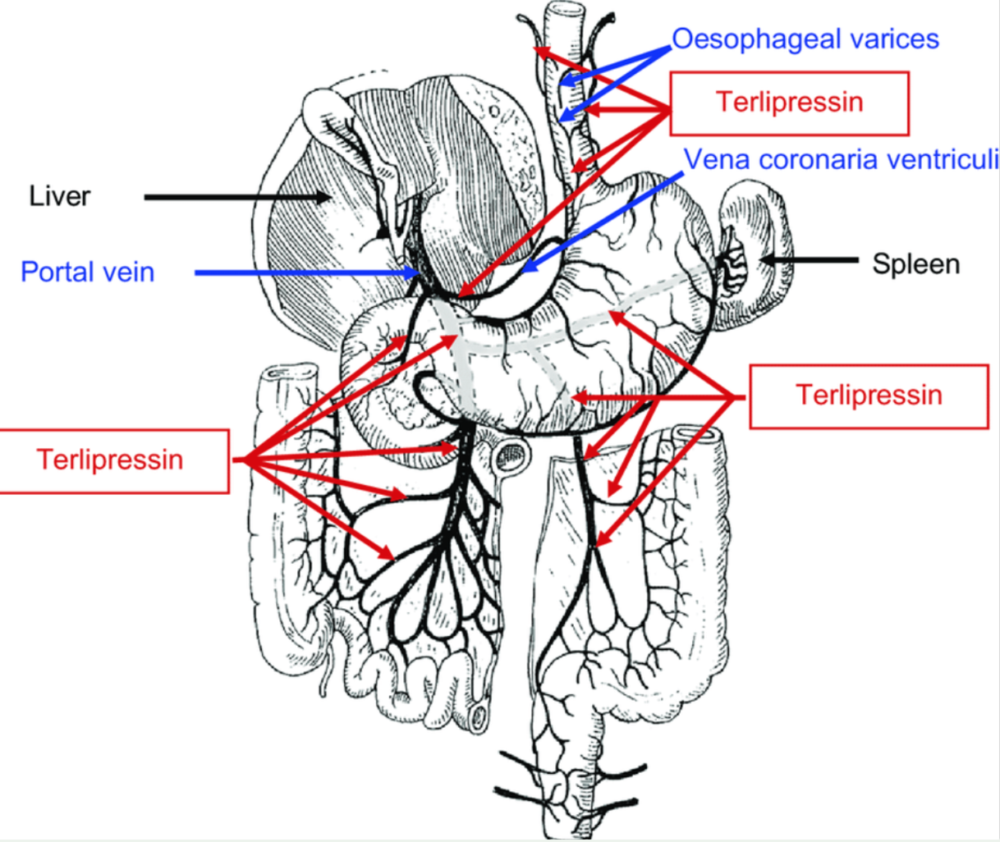 Oesophageal varices
Terlipressin
Vena coronaria ventriculi
Liver
Portal vein
Spleen
Terlipressin
Terlipressin